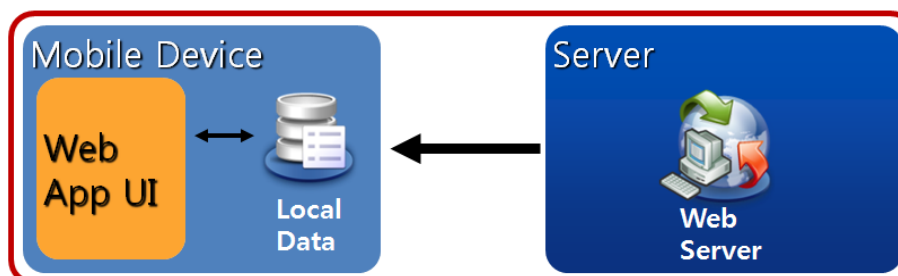 Mobile Device
Web
App UI
Local
Data
Server
Web
Server